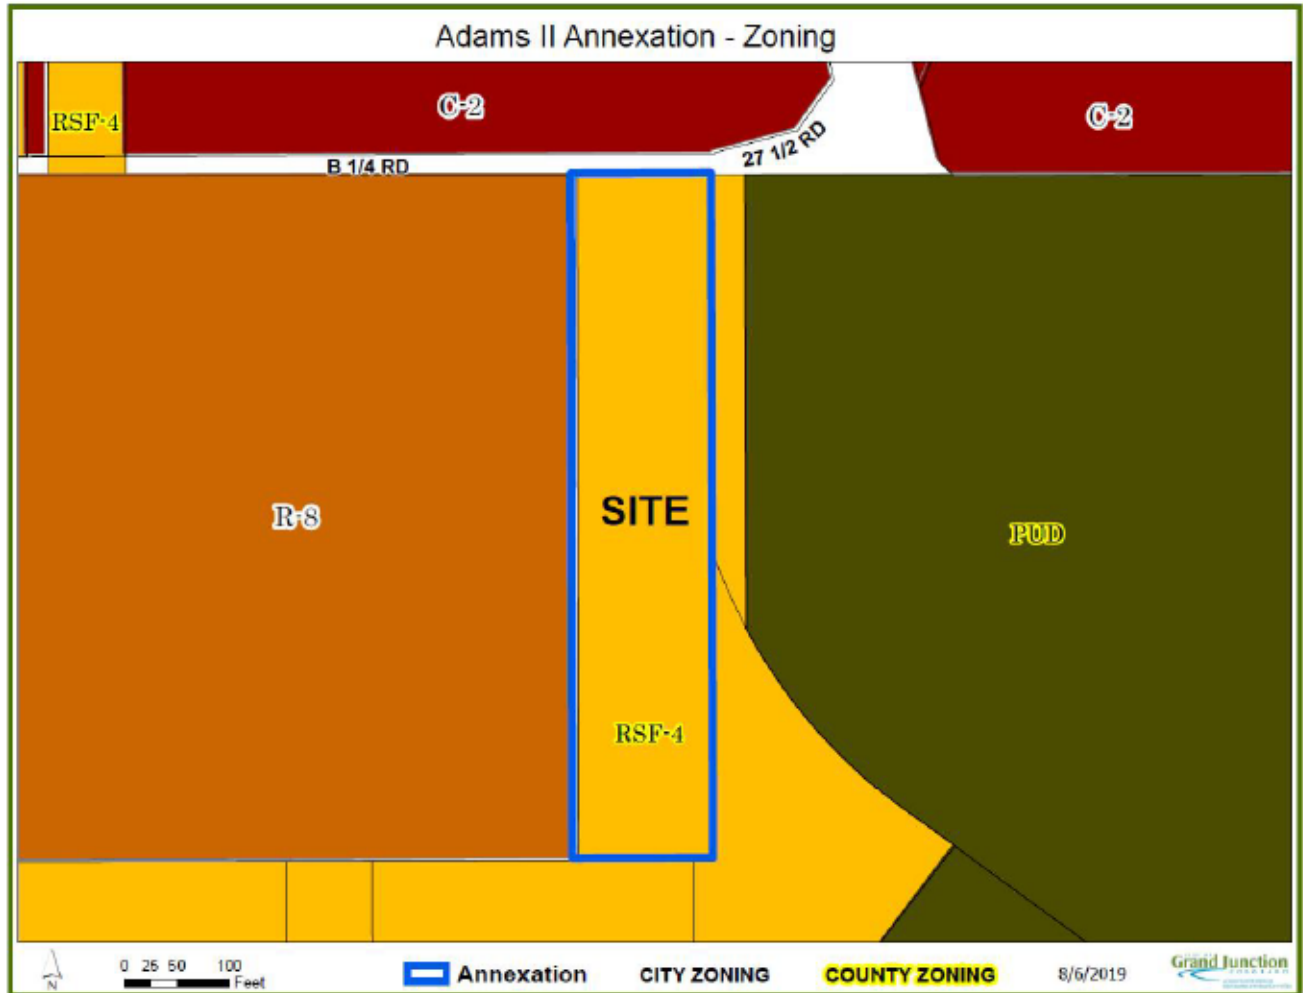 Adams II Annexation - Zoning
RSF-4
C-2
C-2
B 1/4 RD
27 1/2 RD
R-8
SITE
PUD
RSF-4
0 25 50 100
Feet
N
Annexation
CITY ZONING
COUNTY ZONING
8/6/2019
Grand Junction
COLORADO